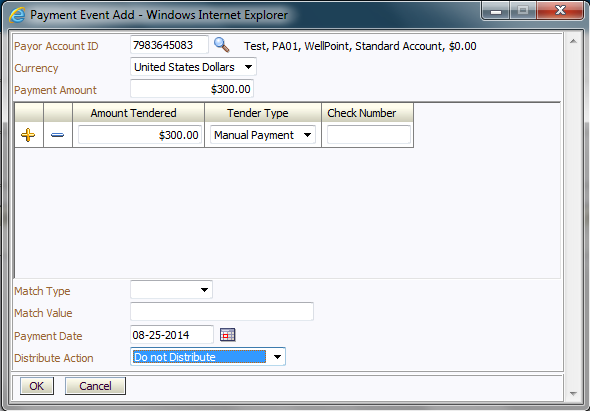 Payment Event Add - Windows Internet Explorer
Payor Account ID 7983645083 Test, PA01, WellPoint, Standard Account, $0.00
Currency United States Dollars
Payment Amount $300.00
Amount Tendered Tender Type Check Number
$300.00 Manual Payment
Match Type
Match Value
Payment Date 08-25-2014
Distribute Action Do not Distribute
OK Cancel